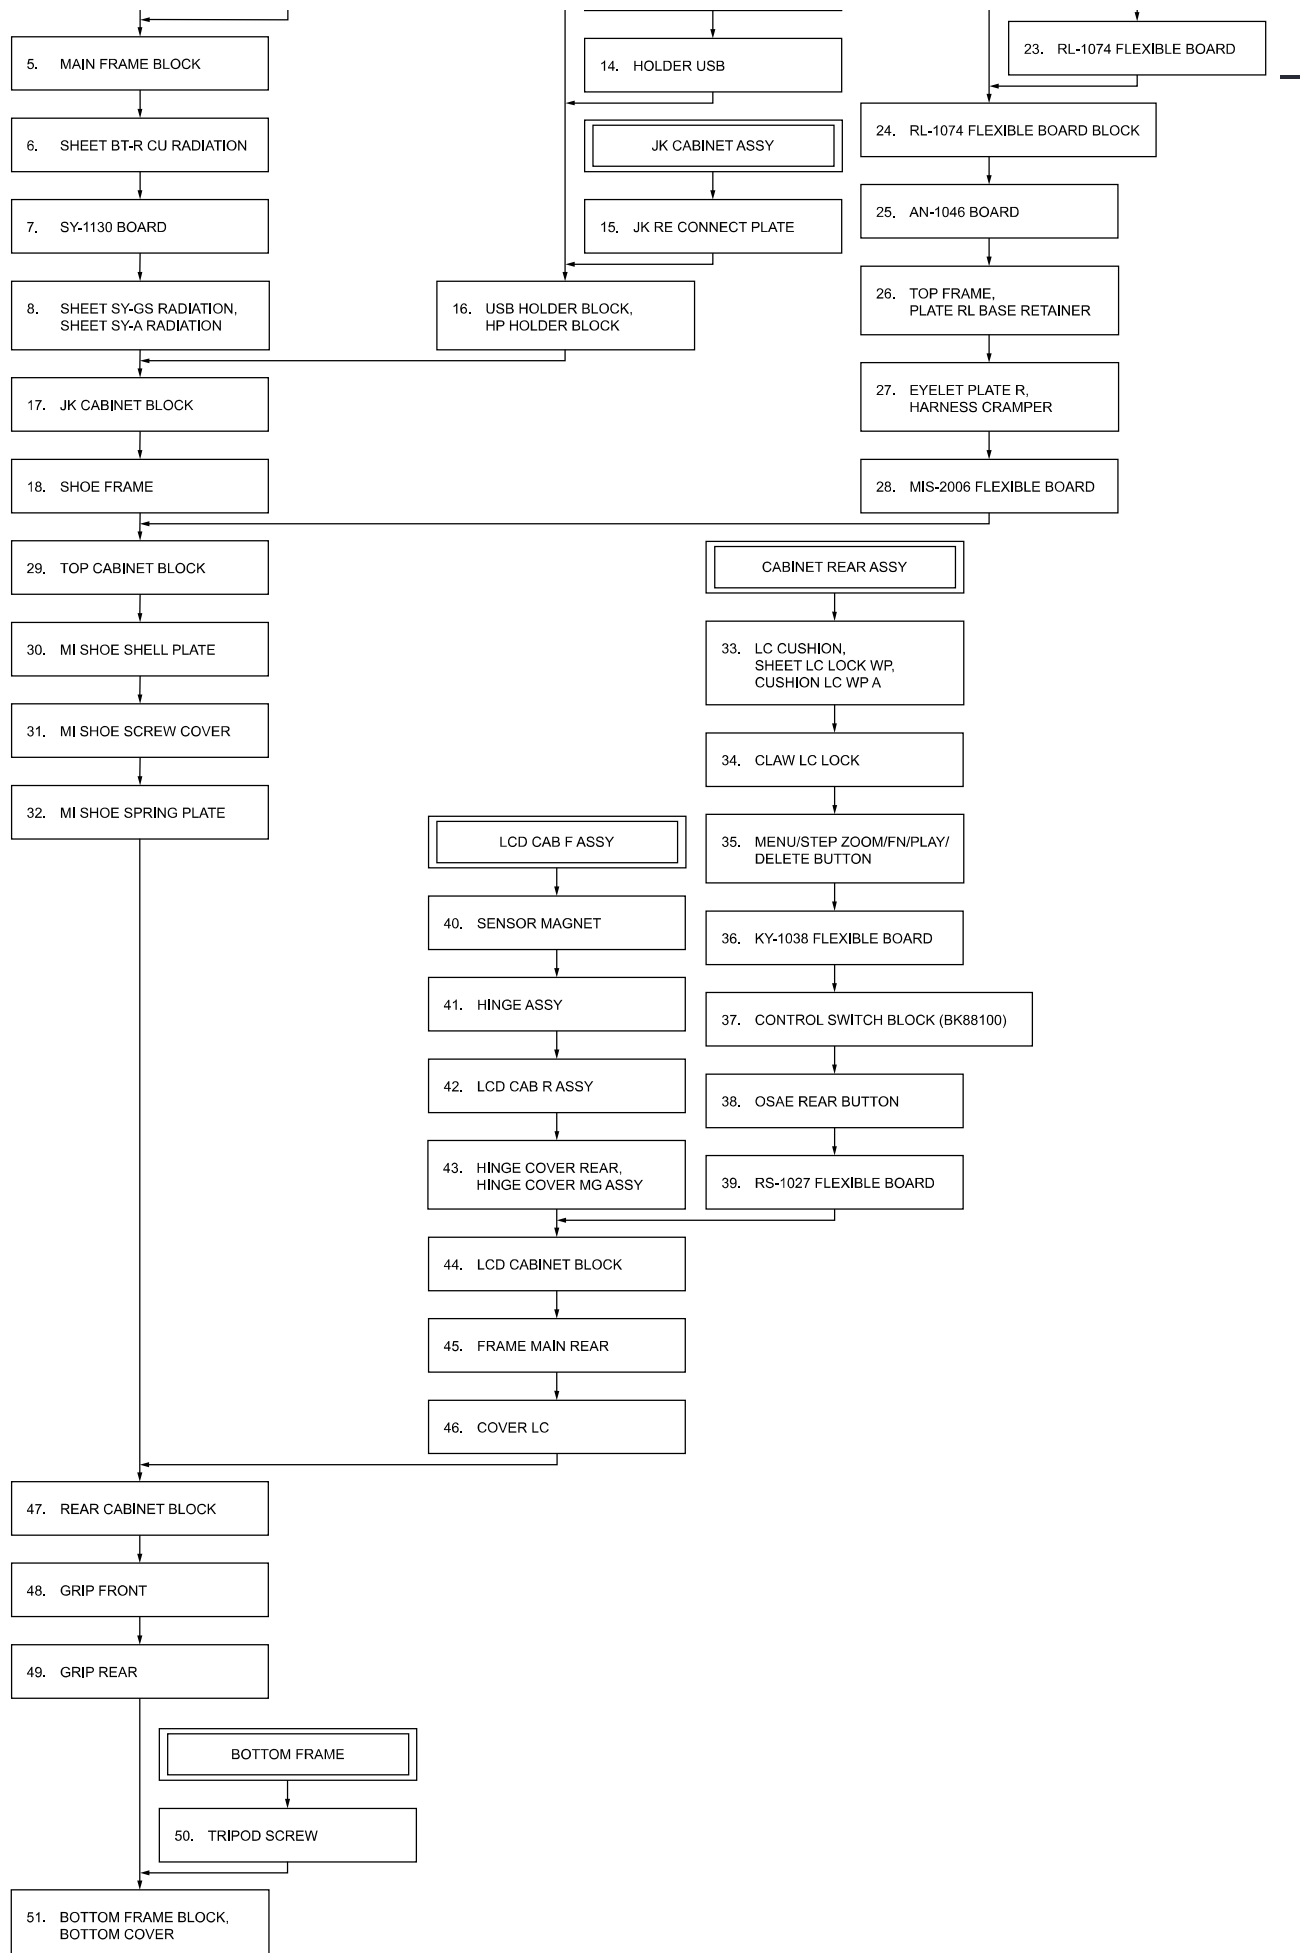 5. MAIN FRAME BLOCK
6. SHEET BT-R CU RADIATION
7. SY-1130 BOARD
8. SHEET SY-GS RADIATION,
SHEET SY-A RADIATION
14. HOLDER USB
JK CABINET ASSY
15. JK RE CONNECT PLATE
16. USB HOLDER BLOCK,
HP HOLDER BLOCK
17. JK CABINET BLOCK
18. SHOE FRAME
23. RL-1074 FLEXIBLE BOARD
24. RL-1074 FLEXIBLE BOARD BLOCK
25. AN-1046 BOARD
26. TOP FRAME,
PLATE RL BASE RETAINER
27. EYELET PLATE R,
HARNESS CRAMPER
28. MIS-2006 FLEXIBLE BOARD
29. TOP CABINET BLOCK
30. MI SHOE SHELL PLATE
31. MI SHOE SCREW COVER
32. MI SHOE SPRING PLATE
CABINET REAR ASSY
33. LC CUSHION,
SHEET LC LOCK WP,
CUSHION LC WP A
34. CLAW LC LOCK
35. MENU/STEP ZOOM/FN/PLAY/
DELETE BUTTON
36. KY-1038 FLEXIBLE BOARD
37. CONTROL SWITCH BLOCK (BK88100)
38. OSAE REAR BUTTON
39. RS-1027 FLEXIBLE BOARD
LCD CAB F ASSY
40. SENSOR MAGNET
41. HINGE ASSY
42. LCD CAB R ASSY
43. HINGE COVER REAR,
HINGE COVER MG ASSY
44. LCD CABINET BLOCK
45. FRAME MAIN REAR
46. COVER LC
47. REAR CABINET BLOCK
48. GRIP FRONT
49. GRIP REAR
BOTTOM FRAME
50. TRIPOD SCREW
51. BOTTOM FRAME BLOCK,
BOTTOM COVER